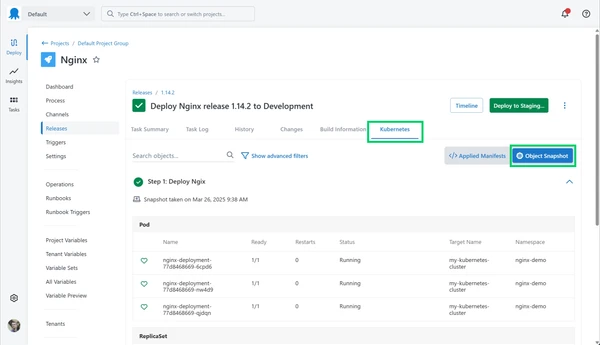 Default
Type Ctrl+Space to search or switch projects...
Deploy
Insights
Tasks
Projects / Default Project Group
Nginx
Dashboard
Process
Channels
Releases
Triggers
Settings
Operations
Runbooks
Runbook Triggers
Project Variables
Tenant Variables
Variable Sets
All Variables
Variable Preview
Tenants
Releases / 1.14.2
Deploy Nginx release 1.14.2 to Development
Timeline
Deploy to Staging...
Task Summary
Task Log
History
Changes
Build Information
Kubernetes
Search objects...
Show advanced filters
</> Applied Manifests
Object Snapshot
Step 1: Deploy Ngix
Snapshot taken on Mar 26, 2025 9:38 AM
Pod
Name Ready Restarts Status Target Name Namespace
nginx-deployment-77d8468669-6cpd6 1/1 0 Running my-kubernetes-cluster nginx-demo
nginx-deployment-77d8468669-nw4d9 1/1 0 Running my-kubernetes-cluster nginx-demo
nginx-deployment-77d8468669-qjdqn 1/1 0 Running my-kubernetes-cluster nginx-demo
ReplicaSet